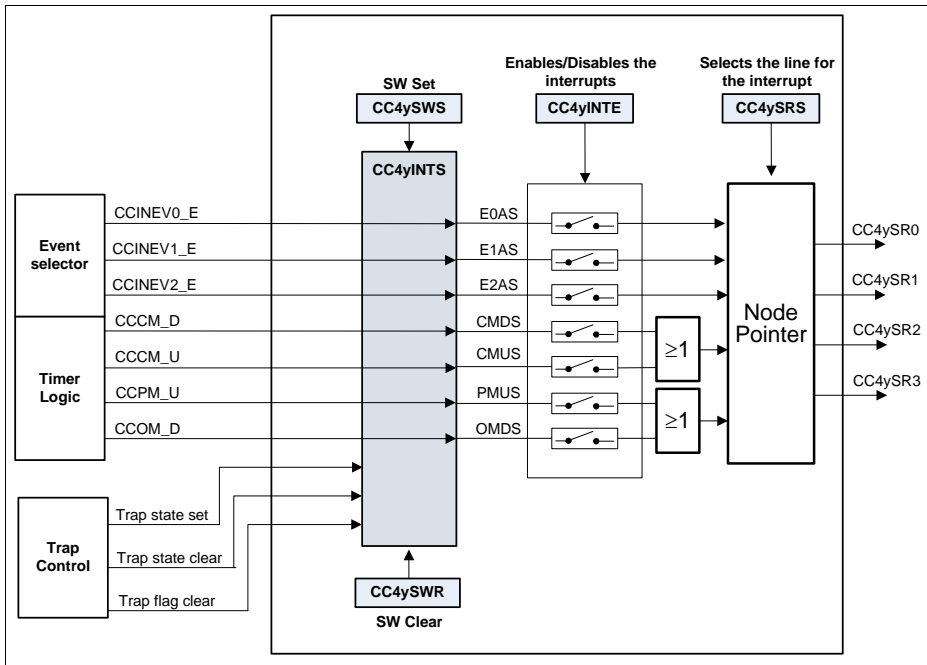 Enables/Disables the
interrupts
Selects the line for
the interrupt
SW Set
CC4ySWS
CC4yINTE
CC4ySRS
CC4yINTS
Event
selector
CCINEV0_E
CCINEV1_E
CCINEV2_E
E0AS
E1AS
E2AS
Timer
Logic
CCCM_D
CCCM_U
CCPM_U
CCOM_D
CMDS
CMUS
PMUS
OMDS
≥1
≥1
Node
Pointer
CC4ySR0
CC4ySR1
CC4ySR2
CC4ySR3
Trap
Control
Trap state set
Trap state clear
Trap flag clear
CC4ySWR
SW Clear